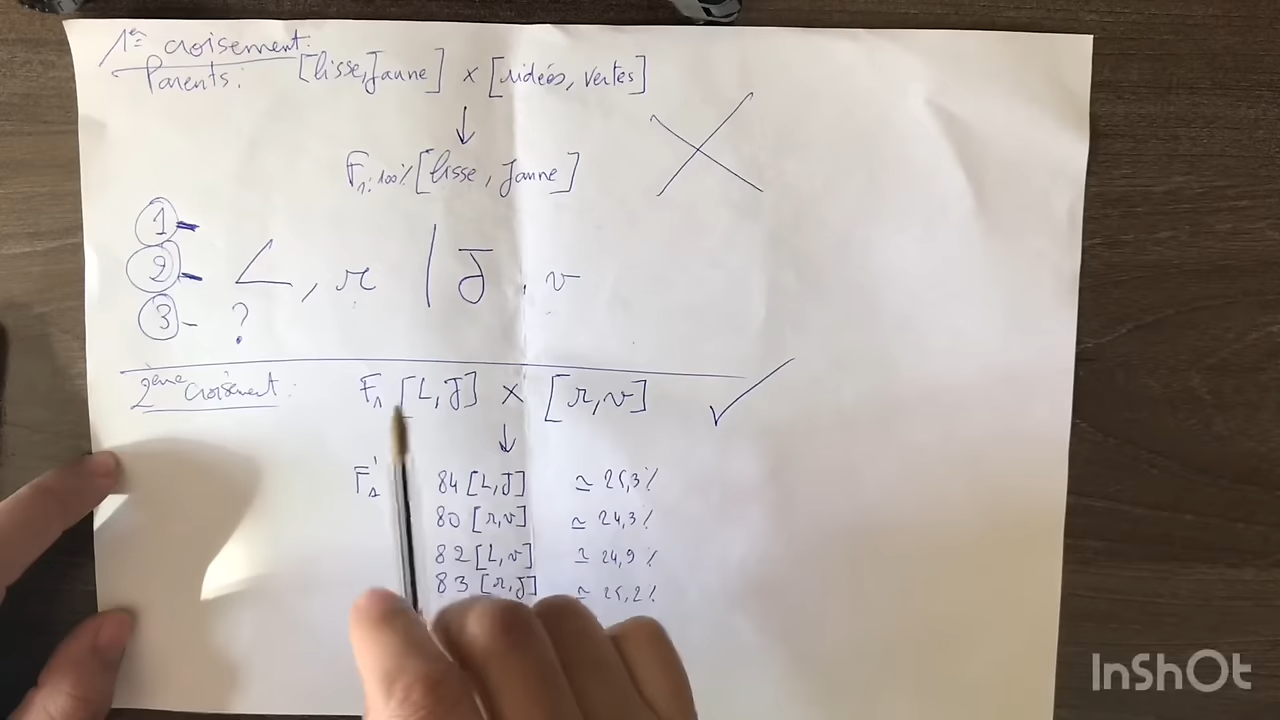 1er croisement:
Parents: [lisse, Jaune] x [ridées, vertes]
↓
F1: 100% [lisse, Jaune]
1-
2- L, r | J, v
3- ?
2ème croisement: F1 [L, J] x [r, v]
↓
F'2 84 [L, J] ≃ 25,3%
80 [r, v] ≃ 24,3%
82 [L, v] ≃ 24,9%
83 [r, J] ≃ 25,2%
InShOt